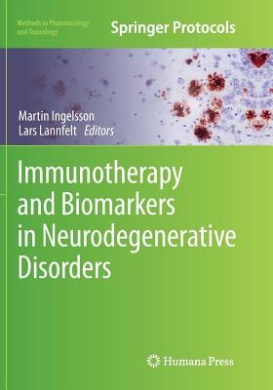 Methods in Pharmacology
and Toxicology
Springer Protocols
Martin Ingelsson
Lars Lannfelt Editors
Immunotherapy
and Biomarkers
in Neurodegenerative
Disorders
Humana Press